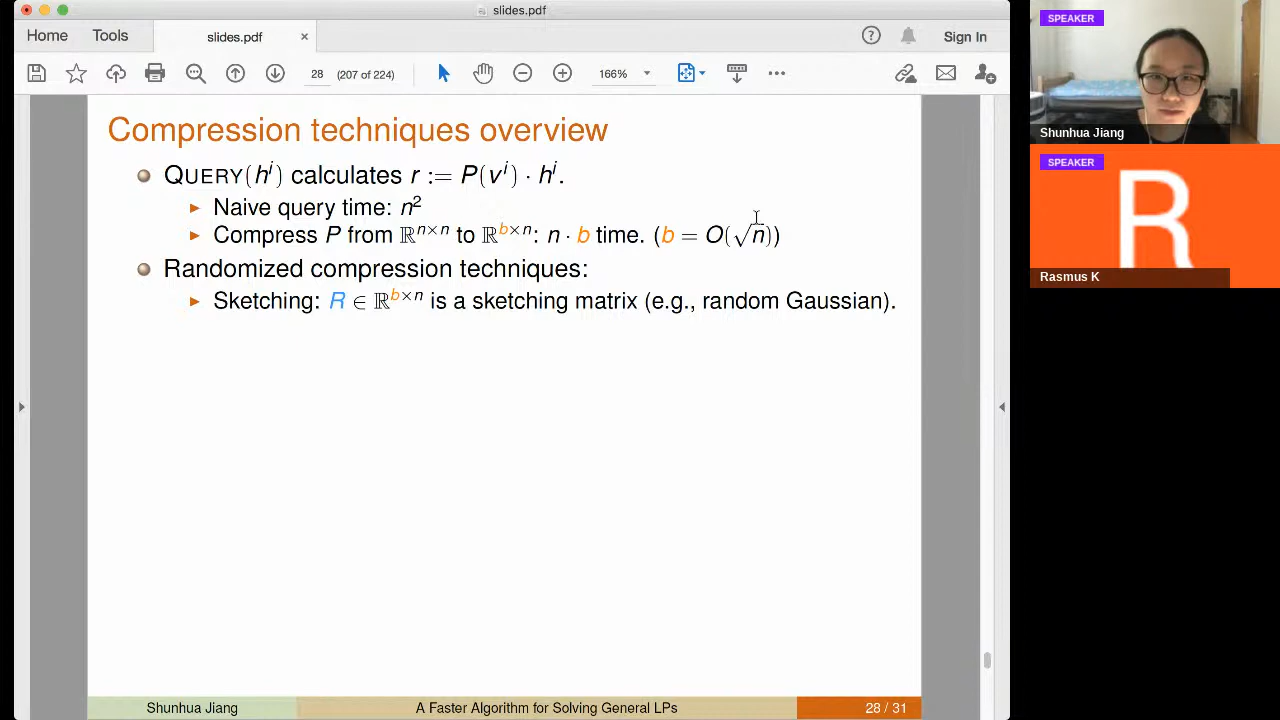 slides.pdf
Home
Tools
slides.pdf
×
Sign In
28
(207 of 224)
166%
Compression techniques overview
QUERY(hⁱ) calculates r := P(vⁱ) · hⁱ.
Naive query time: n²
Compress P from ℝⁿˣⁿ to ℝᵇˣⁿ: n · b time. (b = O(√n))
Randomized compression techniques:
Sketching: R ∈ ℝᵇˣⁿ is a sketching matrix (e.g., random Gaussian).
Shunhua Jiang
A Faster Algorithm for Solving General LPs
28 / 31
SPEAKER
Shunhua Jiang
SPEAKER
R
Rasmus K